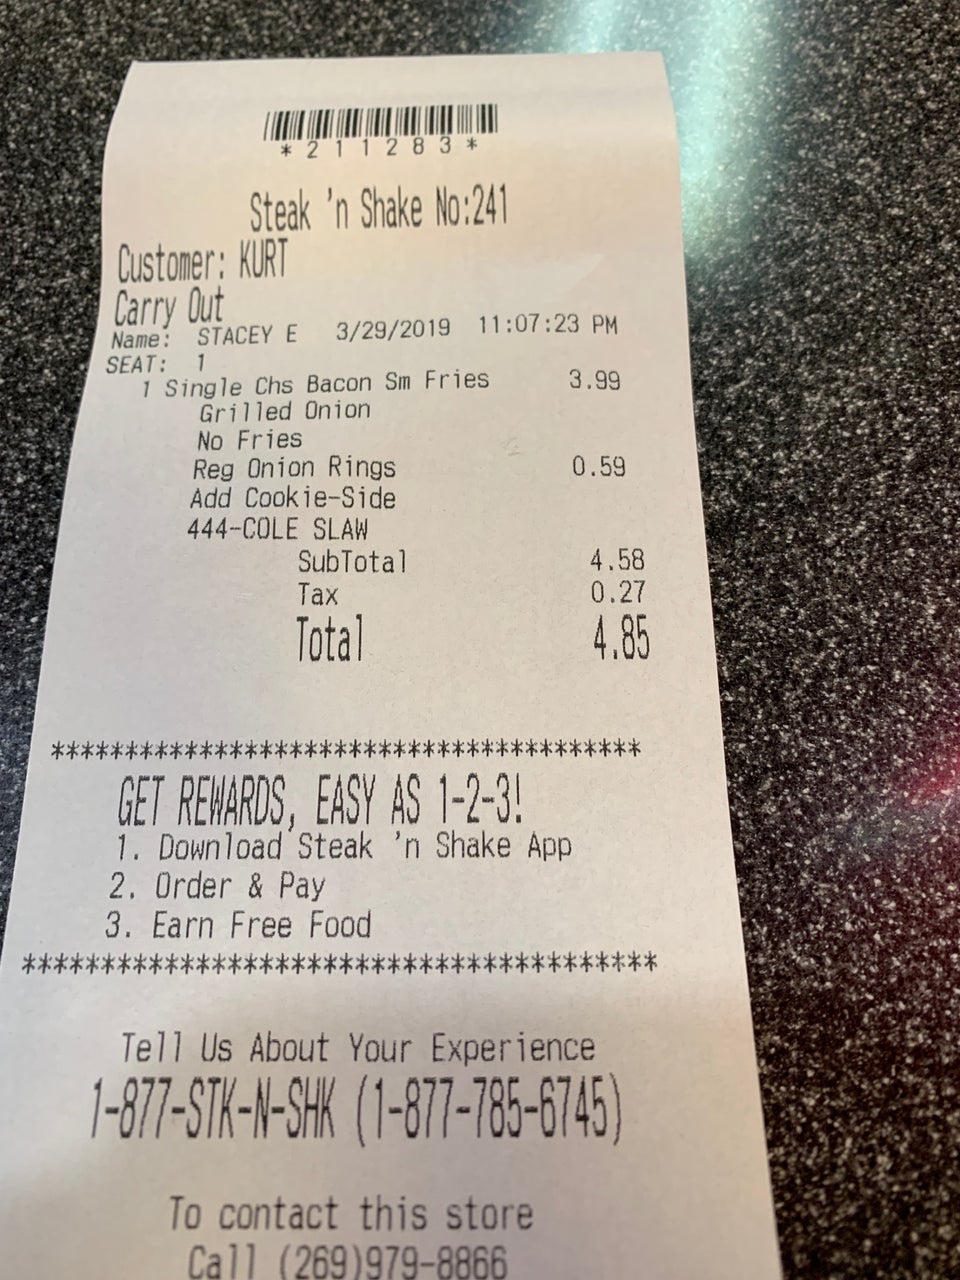 *211283*
Steak 'n Shake No:241
Customer: KURT
Carry Out
Name: STACEY E 3/29/2019 11:07:23 PM
SEAT: 1
1 Single Chs Bacon Sm Fries 3.99
Grilled Onion
No Fries
Reg Onion Rings 0.59
Add Cookie-Side
444-COLE SLAW
SubTotal 4.58
Tax 0.27
Total 4.85
****************************************
GET REWARDS, EASY AS 1-2-3!
1. Download Steak 'n Shake App
2. Order & Pay
3. Earn Free Food
****************************************
Tell Us About Your Experience
1-877-STK-N-SHK (1-877-785-6745)
To contact this store
Call (269)979-8866